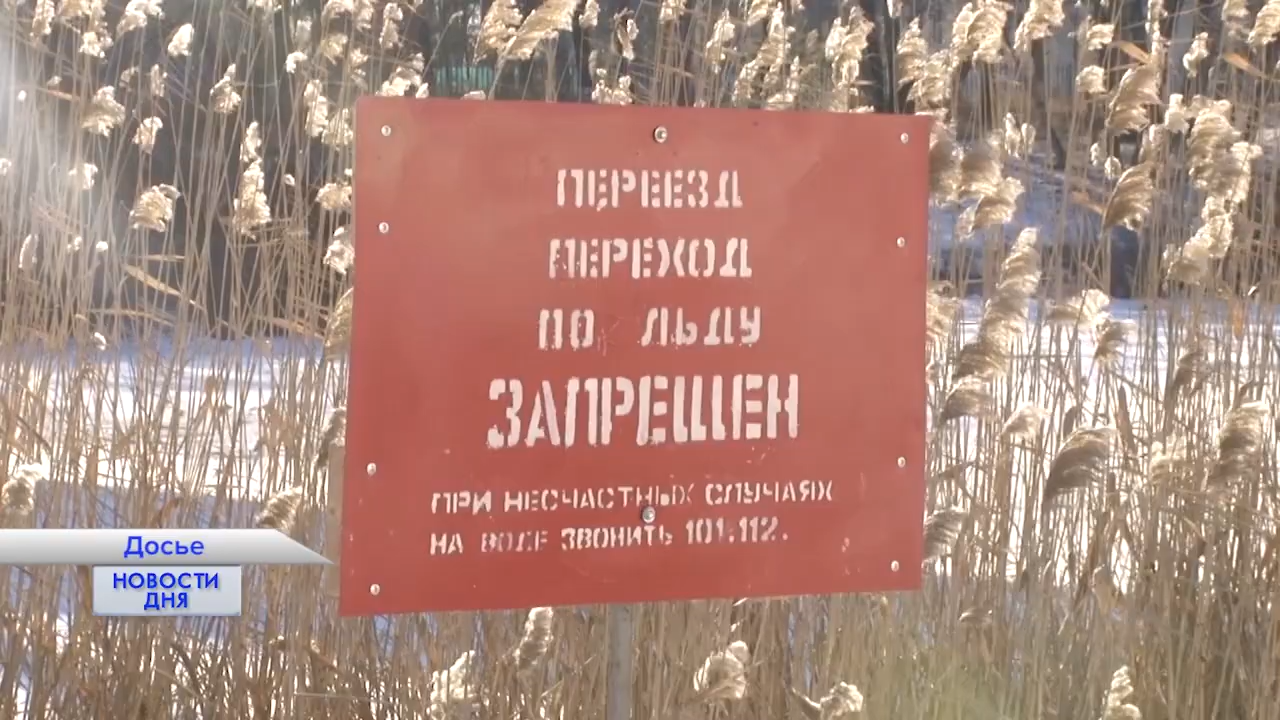 ПЕРЕЕЗД
ПЕРЕХОД
ПО ЛЬДУ
ЗАПРЕЩЕН
ПРИ НЕСЧАСТНЫХ СЛУЧАЯХ
НА ВОДЕ ЗВОНИТЬ 101.112.
Досье
НОВОСТИ
ДНЯ